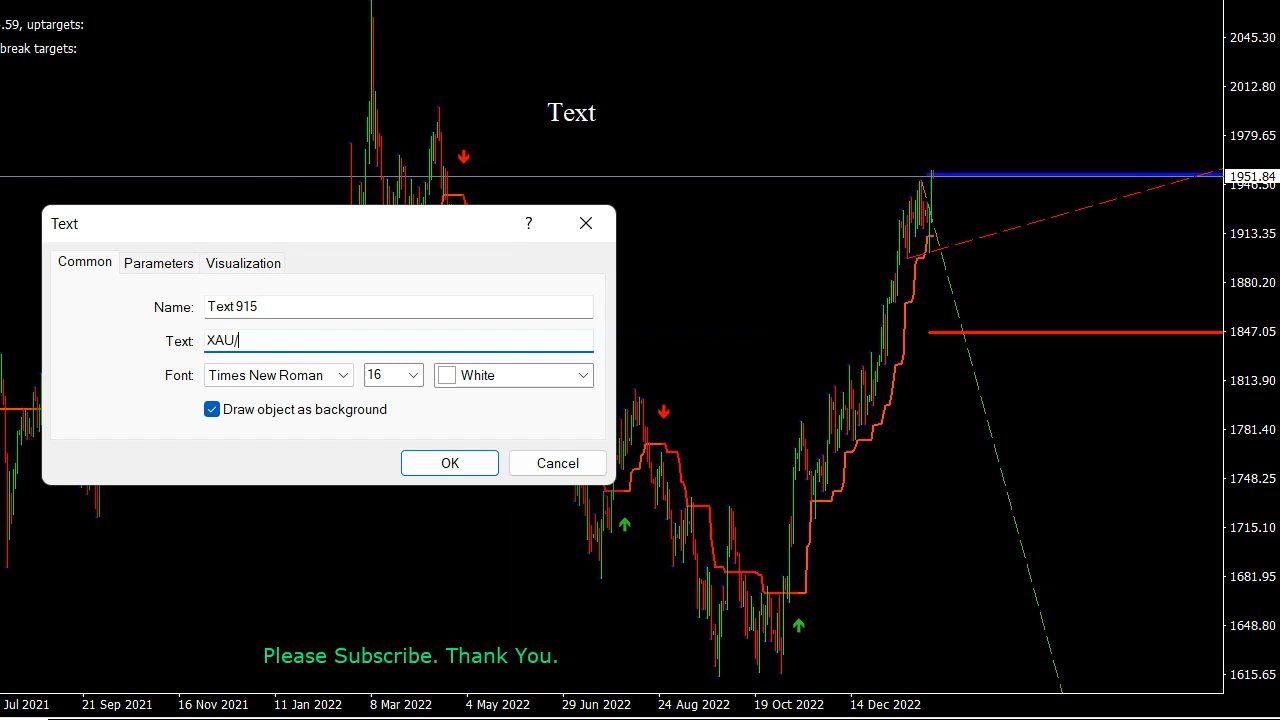 .59, uptargets:
break targets:
Text
Text
?
Common Parameters Visualization
Name: Text 915
Text: XAU/
Font: Times New Roman 16 White
Draw object as background
OK Cancel
Please Subscribe. Thank You.
2045.30
2012.80
1979.65
1951.84
1946.50
1913.35
1880.20
1847.05
1813.90
1781.40
1748.25
1715.10
1681.95
1648.80
1615.65
Jul 2021 21 Sep 2021 16 Nov 2021 11 Jan 2022 8 Mar 2022 4 May 2022 29 Jun 2022 24 Aug 2022 19 Oct 2022 14 Dec 2022